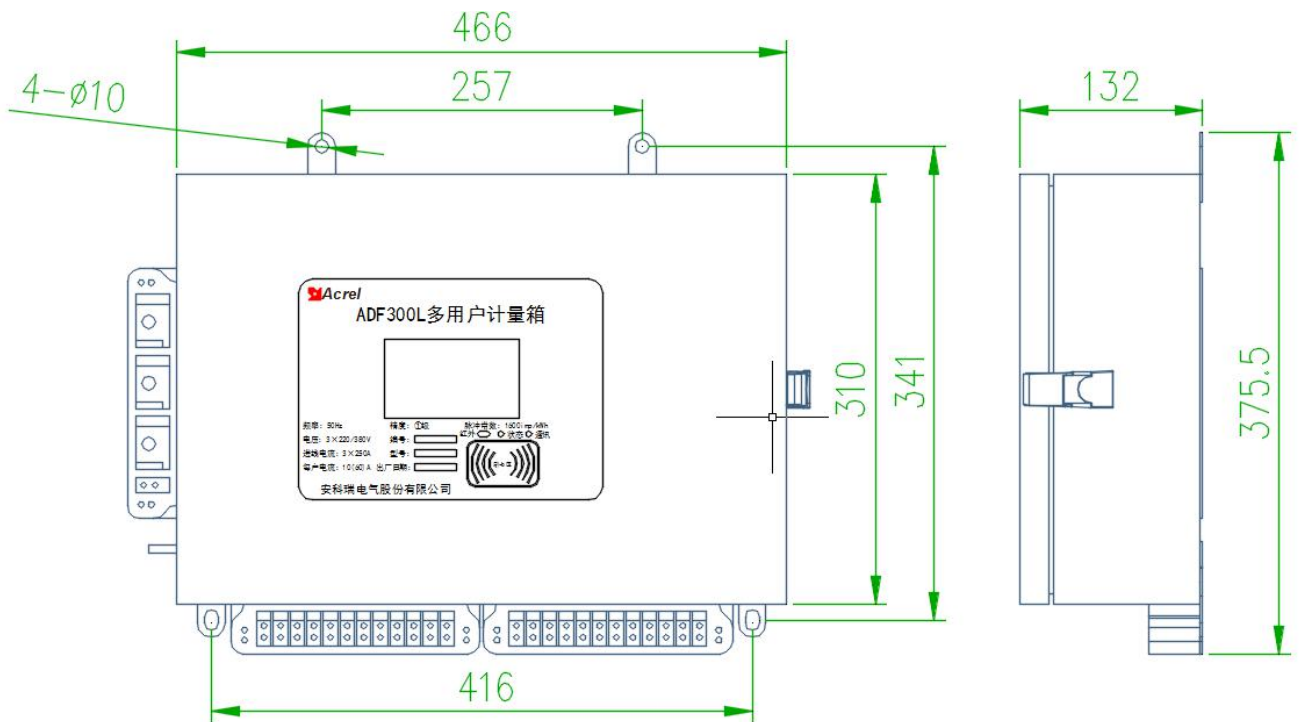 466
132
257
4-ø10
Acrel
ADF300L多用户计量箱
310
341
375.5
频率: 50Hz 精度: ①级 脉冲常数: 1600imp/kWh
红外 状态 通讯
电压: 3×220/380V 编号:
进线电流: 3×250A 型号:
每户电流: 10(60)A 出厂日期:
安科瑞电气股份有限公司
416